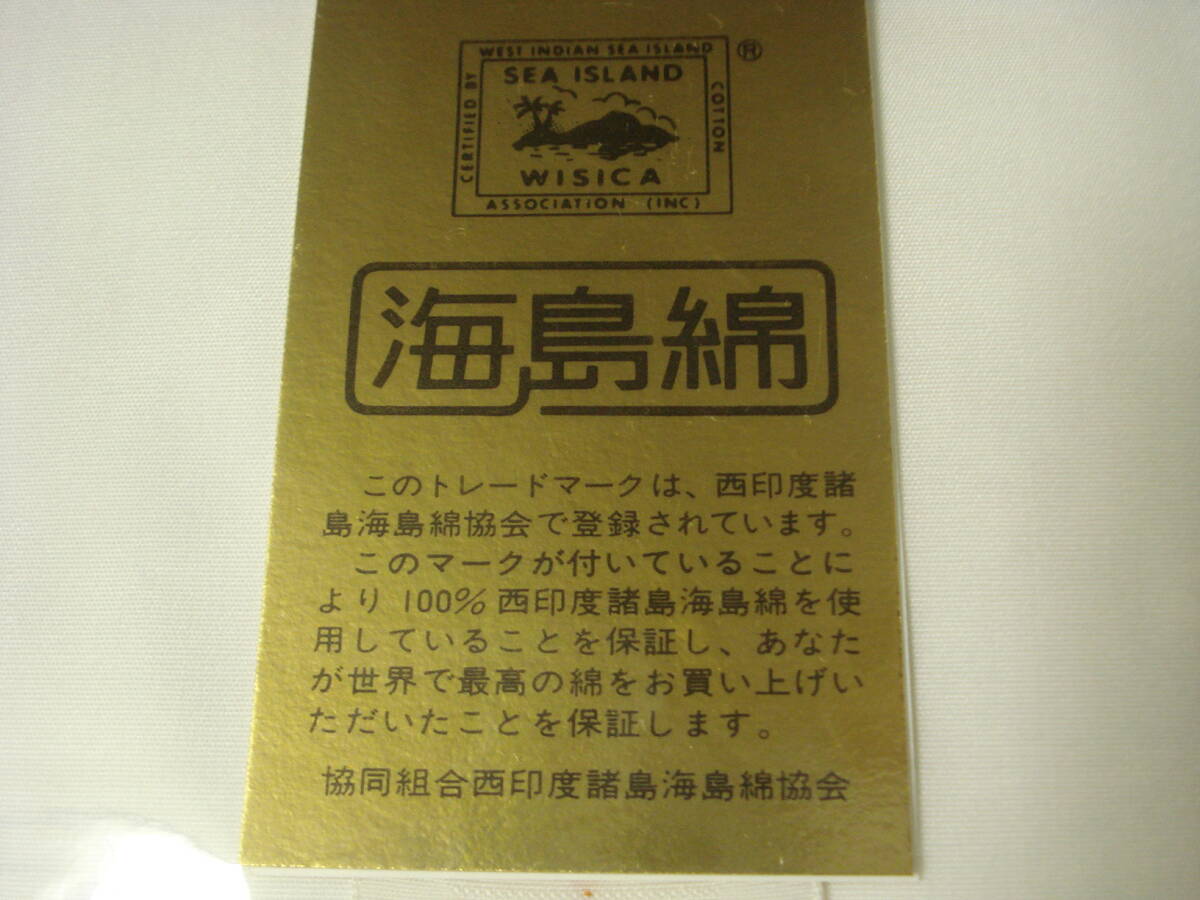 WEST INDIAN SEA ISLAND
CERTIFIED BY
SEA ISLAND
COTTON
WISICA
ASSOCIATION (INC)
®
海島綿
このトレードマークは、西印度諸
島海島綿協会で登録されています。
このマークが付いていることに
より100%西印度諸島海島綿を使
用していることを保証し、あなた
が世界で最高の綿をお買い上げい
ただいたことを保証します。
協同組合西印度諸島海島綿協会